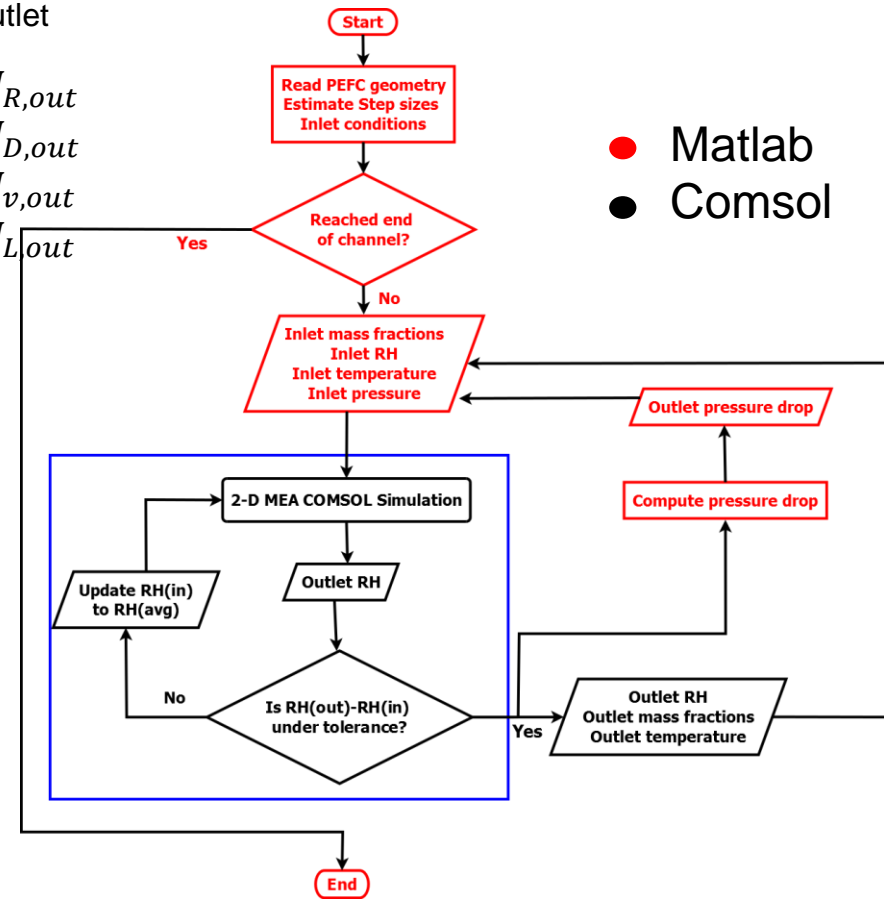 utlet
R,out
D,out
v,out
L,out
Start
Read PEFC geometry
Estimate Step sizes
Inlet conditions
Matlab
Comsol
Reached end
of channel?
Yes
No
Inlet mass fractions
Inlet RH
Inlet temperature
Inlet pressure
Outlet pressure drop
Compute pressure drop
2-D MEA COMSOL Simulation
Outlet RH
Update RH(in)
to RH(avg)
No
Is RH(out)-RH(in)
under tolerance?
Yes
Outlet RH
Outlet mass fractions
Outlet temperature
End